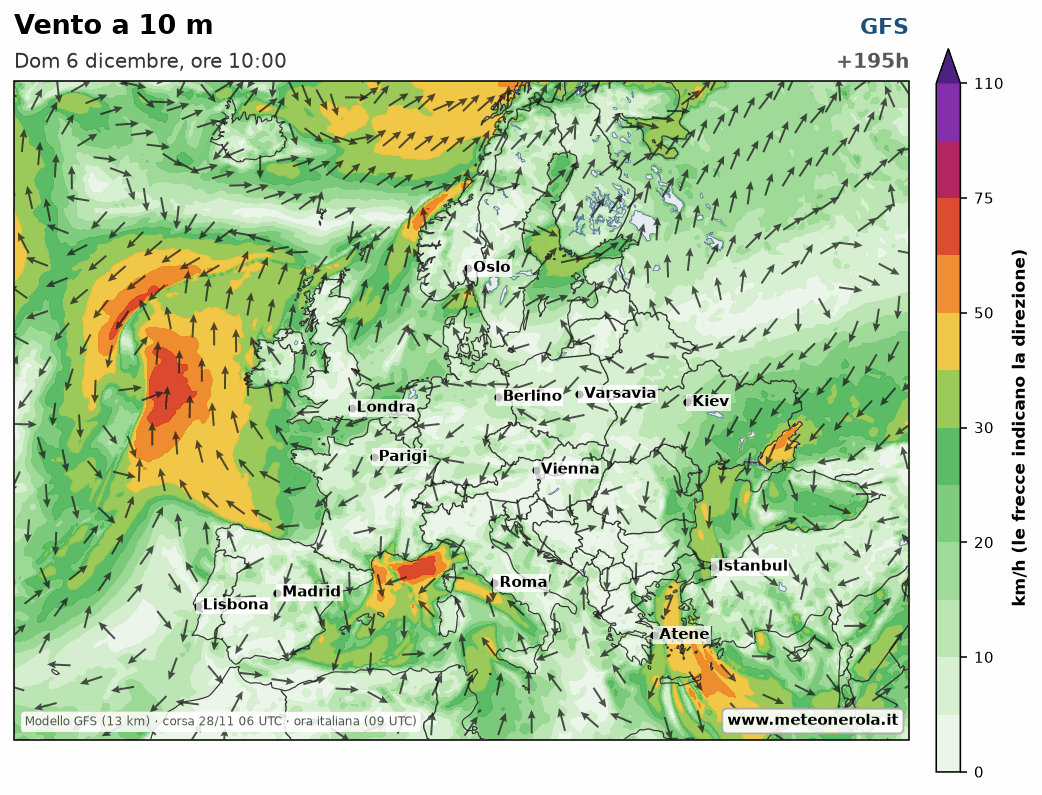 Vento a 10 m
GFS
Dom 6 dicembre, ore 10:00
+195h
110
75
50
30
20
10
0
km/h (le frecce indicano la direzione)
Oslo
Londra
Berlino
Varsavia
Kiev
Parigi
Vienna
Istanbul
Madrid
Roma
Lisbona
Atene
Modello GFS (13 km) · corsa 28/11 06 UTC · ora italiana (09 UTC)
www.meteonerola.it